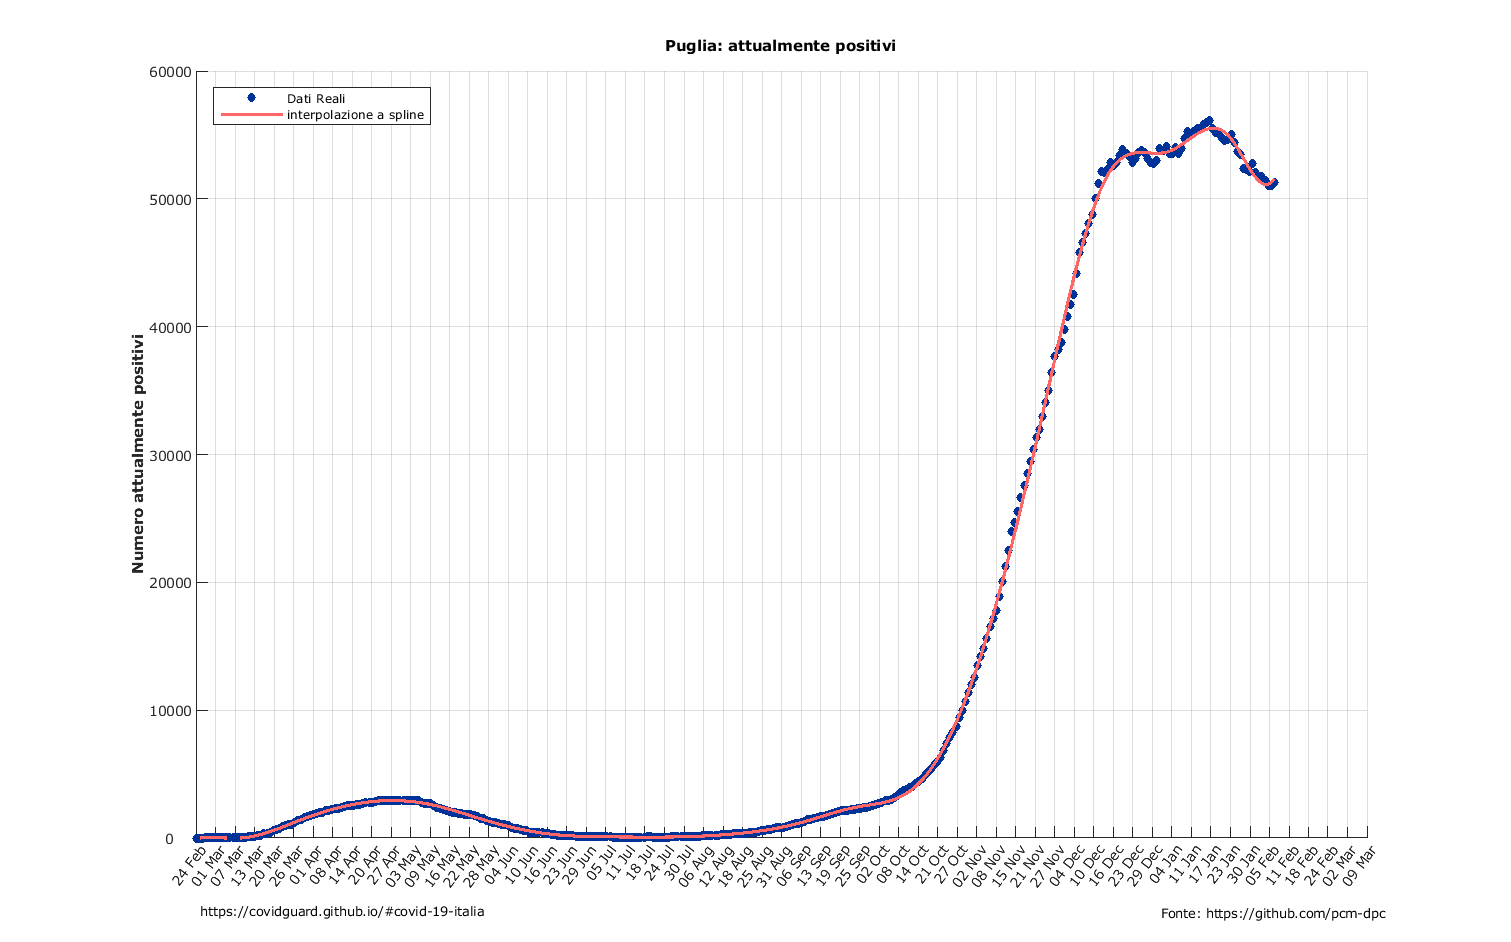 Puglia: attualmente positivi
60000
50000
40000
30000
20000
10000
0
Numero attualmente positivi
Dati Reali
interpolazione a spline
24 Feb
01 Mar
07 Mar
13 Mar
20 Mar
26 Mar
01 Apr
08 Apr
14 Apr
20 Apr
27 Apr
03 May
09 May
16 May
22 May
28 May
04 Jun
10 Jun
16 Jun
23 Jun
29 Jun
05 Jul
11 Jul
18 Jul
24 Jul
30 Jul
06 Aug
12 Aug
18 Aug
25 Aug
31 Aug
06 Sep
13 Sep
19 Sep
25 Sep
02 Oct
08 Oct
14 Oct
21 Oct
27 Oct
02 Nov
08 Nov
15 Nov
21 Nov
27 Nov
04 Dec
10 Dec
16 Dec
23 Dec
29 Dec
04 Jan
11 Jan
17 Jan
23 Jan
30 Jan
05 Feb
11 Feb
18 Feb
24 Feb
02 Mar
09 Mar
https://covidguard.github.io/#covid-19-italia
Fonte: https://github.com/pcm-dpc